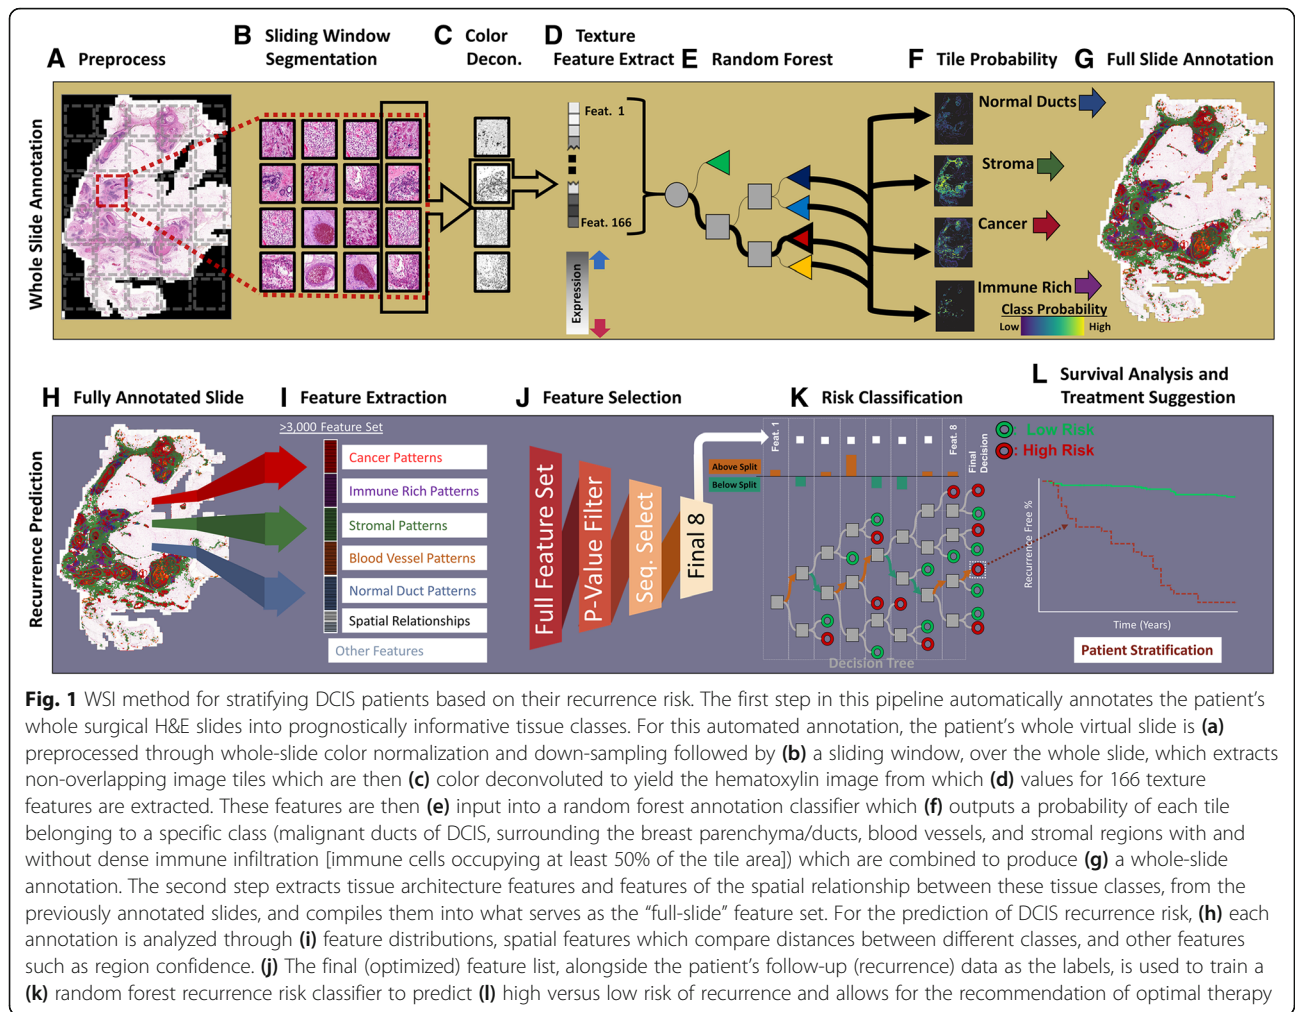 A Preprocess
B Sliding Window
Segmentation
C Color
Decon.
D Texture
Feature Extract
E Random Forest
F Tile Probability
G Full Slide Annotation
Whole Slide Annotation
Feat. 1
Feat. 166
Expression
Normal Ducts
Stroma
Cancer
Immune Rich
Class Probability
Low High
H Fully Annotated Slide
I Feature Extraction
J Feature Selection
K Risk Classification
L Survival Analysis and
Treatment Suggestion
Recurrence Prediction
>3,000 Feature Set
Cancer Patterns
Immune Rich Patterns
Stromal Patterns
Blood Vessel Patterns
Normal Duct Patterns
Spatial Relationships
Other Features
Full Feature Set
P-Value Filter
Seq. Select
Final 8
Above Split
Below Split
Feat. 1
Feat. 8
Final
Decision
Decision Tree
: Low Risk
: High Risk
Recurrence Free %
Time (Years)
Patient Stratification
Fig. 1 WSI method for stratifying DCIS patients based on their recurrence risk. The first step in this pipeline automatically annotates the patient’s
whole surgical H&E slides into prognostically informative tissue classes. For this automated annotation, the patient’s whole virtual slide is (a)
preprocessed through whole-slide color normalization and down-sampling followed by (b) a sliding window, over the whole slide, which extracts
non-overlapping image tiles which are then (c) color deconvoluted to yield the hematoxylin image from which (d) values for 166 texture
features are extracted. These features are then (e) input into a random forest annotation classifier which (f) outputs a probability of each tile
belonging to a specific class (malignant ducts of DCIS, surrounding the breast parenchyma/ducts, blood vessels, and stromal regions with and
without dense immune infiltration [immune cells occupying at least 50% of the tile area]) which are combined to produce (g) a whole-slide
annotation. The second step extracts tissue architecture features and features of the spatial relationship between these tissue classes, from the
previously annotated slides, and compiles them into what serves as the “full-slide” feature set. For the prediction of DCIS recurrence risk, (h) each
annotation is analyzed through (i) feature distributions, spatial features which compare distances between different classes, and other features
such as region confidence. (j) The final (optimized) feature list, alongside the patient’s follow-up (recurrence) data as the labels, is used to train a
(k) random forest recurrence risk classifier to predict (l) high versus low risk of recurrence and allows for the recommendation of optimal therapy